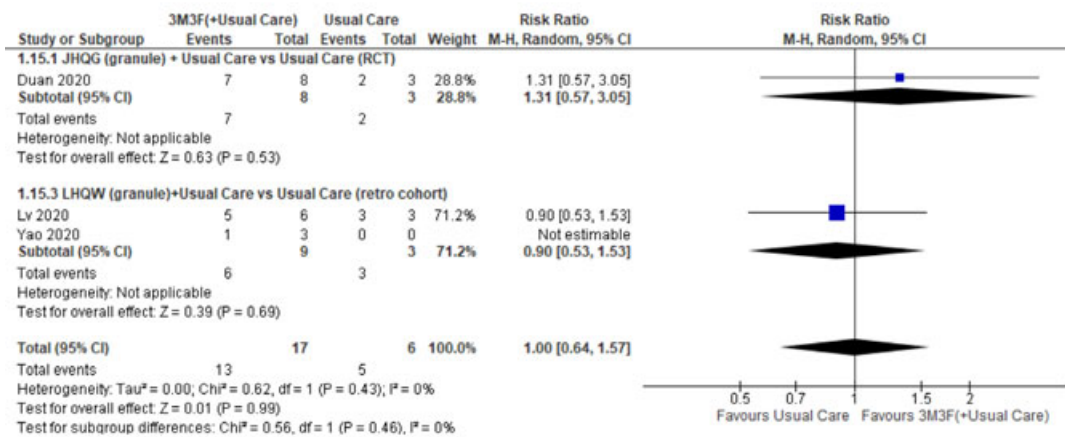 3M3F(+Usual Care) Usual Care Risk Ratio Risk Ratio
Study or Subgroup Events Total Events Total Weight M-H, Random, 95% CI M-H, Random, 95% CI
1.15.1 JHQG (granule) + Usual Care vs Usual Care (RCT)
Duan 2020 7 8 2 3 28.8% 1.31 [0.57, 3.05]
Subtotal (95% CI) 8 3 28.8% 1.31 [0.57, 3.05]
Total events 7 2
Heterogeneity: Not applicable
Test for overall effect: Z = 0.63 (P = 0.53)
1.15.3 LHQW (granule)+Usual Care vs Usual Care (retro cohort)
Lv 2020 5 6 3 3 71.2% 0.90 [0.53, 1.53]
Yao 2020 1 3 0 0 Not estimable
Subtotal (95% CI) 9 3 71.2% 0.90 [0.53, 1.53]
Total events 6 3
Heterogeneity: Not applicable
Test for overall effect: Z = 0.39 (P = 0.69)
Total (95% CI) 17 6 100.0% 1.00 [0.64, 1.57]
Total events 13 5
Heterogeneity: Tau² = 0.00; Chi² = 0.62, df = 1 (P = 0.43); I² = 0%
Test for overall effect: Z = 0.01 (P = 0.99)
Test for subgroup differences: Chi² = 0.56, df = 1 (P = 0.46), I² = 0%
0.5 0.7 1 1.5 2
Favours Usual Care Favours 3M3F(+Usual Care)